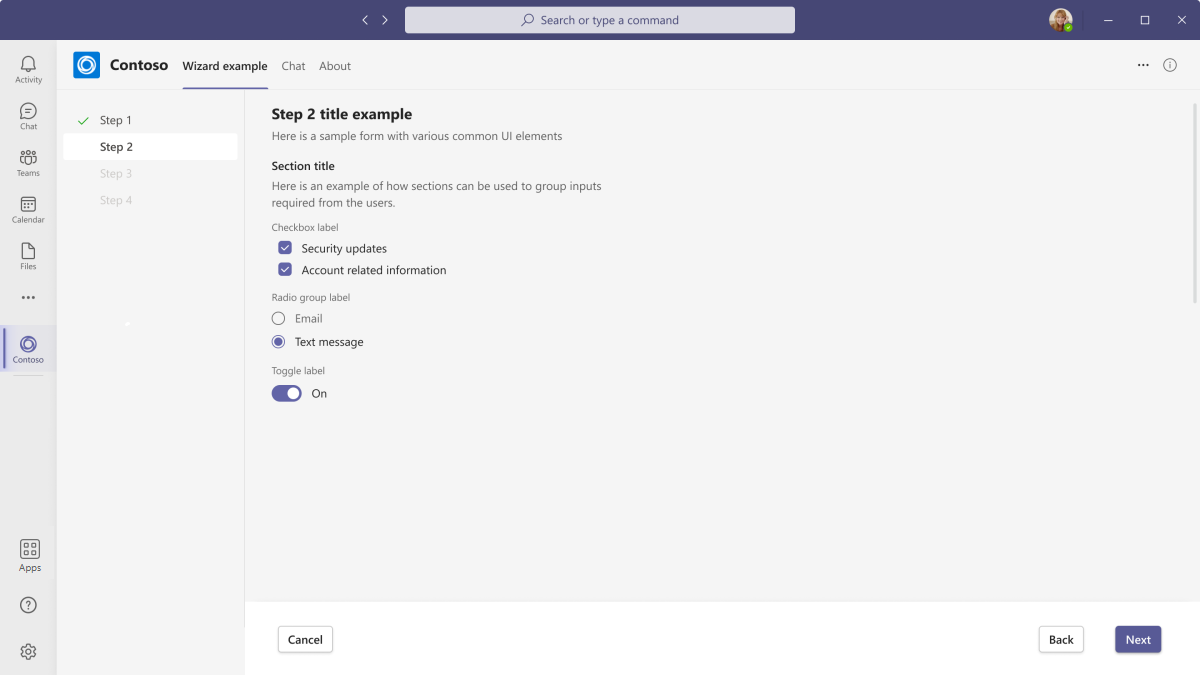 Search or type a command
Activity
Chat
Teams
Calendar
Files
Contoso
Apps
Contoso
Wizard example
Chat
About
Step 1
Step 2
Step 3
Step 4
Step 2 title example
Here is a sample form with various common UI elements
Section title
Here is an example of how sections can be used to group inputs
required from the users.
Checkbox label
Security updates
Account related information
Radio group label
Email
Text message
Toggle label
On
Cancel
Back
Next